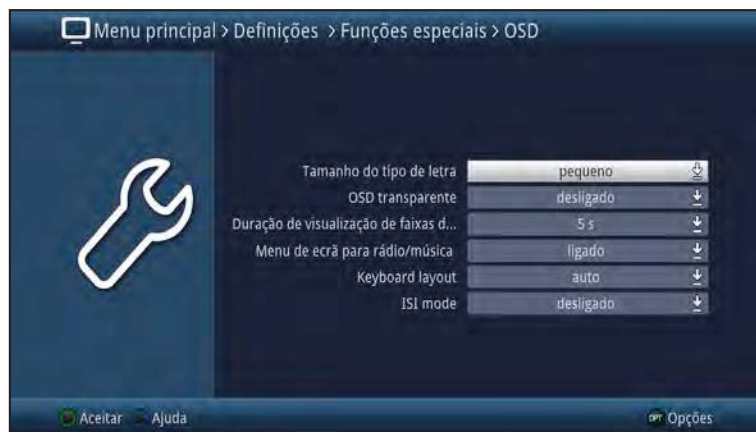 Menu principal > Definições > Funções especiais > OSD
Tamanho do tipo de letra pequeno
OSD transparente desligado
Duração de visualização de faixas d... 5 s
Menu de ecrã para rádio/música ligado
Keyboard layout auto
ISI mode desligado
Aceitar Ajuda OPT Opções